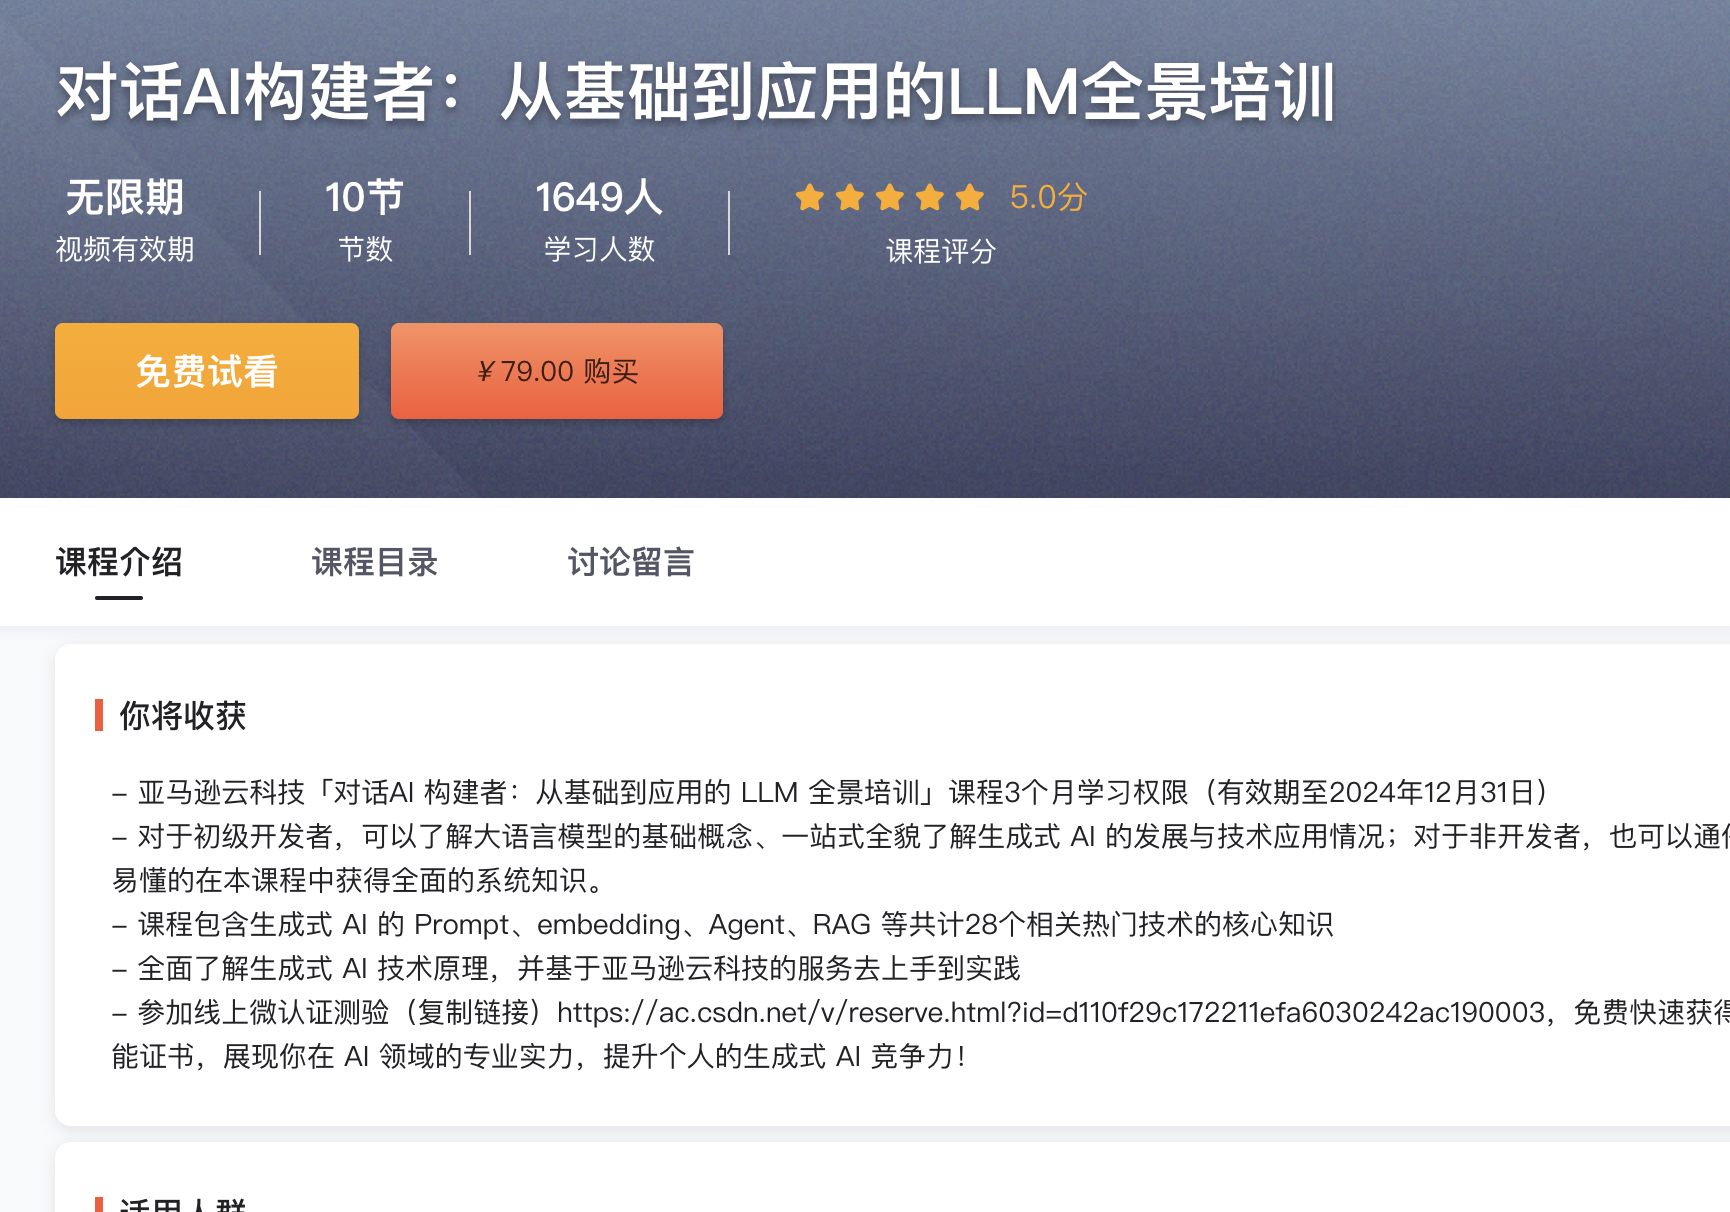 对话AI构建者：从基础到应用的LLM全景培训
无限期
视频有效期
10节
节数
1649人
学习人数
5.0分
课程评分
免费试看
¥ 79.00 购买
课程介绍
课程目录
讨论留言
你将收获
– 亚马逊云科技「对话AI 构建者：从基础到应用的 LLM 全景培训」课程3个月学习权限（有效期至2024年12月31日）
– 对于初级开发者，可以了解大语言模型的基础概念、一站式全貌了解生成式 AI 的发展与技术应用情况；对于非开发者，也可以通俗
易懂的在本课程中获得全面的系统知识。
– 课程包含生成式 AI 的 Prompt、embedding、Agent、RAG 等共计28个相关热门技术的核心知识
– 全面了解生成式 AI 技术原理，并基于亚马逊云科技的服务去上手到实践
– 参加线上微认证测验（复制链接）https://ac.csdn.net/v/reserve.html?id=d110f29c172211efa6030242ac190003，免费快速获得
能证书，展现你在 AI 领域的专业实力，提升个人的生成式 AI 竞争力！
适用人群